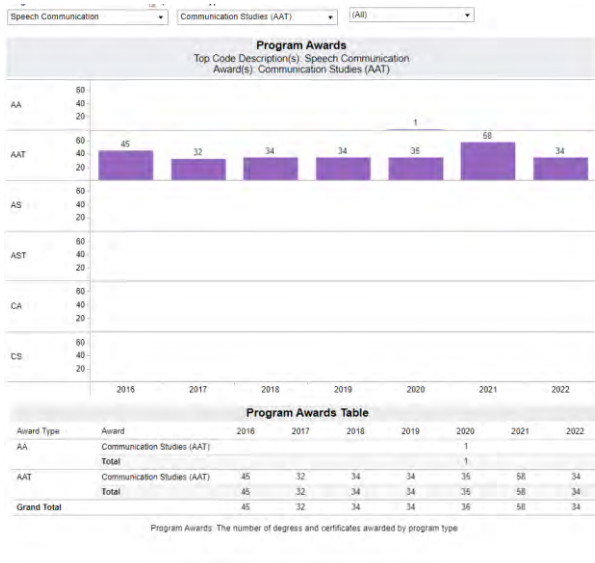 Speech Communication
Communication Studies (AAT)
(All)
Program Awards
Top Code Description(s): Speech Communication
Award(s): Communication Studies (AAT)
AA
60
40
20
1
AAT
60
40
20
45
32
34
34
35
58
34
AS
60
40
20
AST
60
40
20
CA
60
40
20
CS
60
40
20
2016 2017 2018 2019 2020 2021 2022
Program Awards Table
Award Type Award 2016 2017 2018 2019 2020 2021 2022
AA Communication Studies (AAT) 1
Total 1
AAT Communication Studies (AAT) 45 32 34 34 35 58 34
Total 45 32 34 34 35 58 34
Grand Total 45 32 34 34 36 58 34
Program Awards: The number of degress and certificates awarded by program type